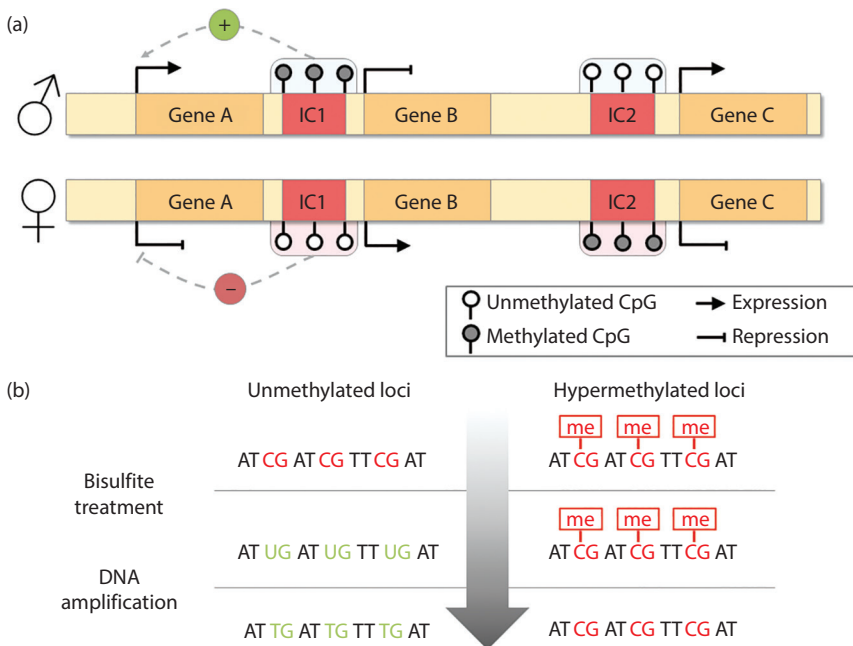 (a)
+
Gene A IC1 Gene B IC2 Gene C
Gene A IC1 Gene B IC2 Gene C
−
Unmethylated CpG Expression
Methylated CpG Repression
(b)
Unmethylated loci Hypermethylated loci
me me me
AT CG AT CG TT CG AT AT CG AT CG TT CG AT
Bisulfite
treatment
me me me
AT UG AT UG TT UG AT AT CG AT CG TT CG AT
DNA
amplification
AT TG AT TG TT TG AT AT CG AT CG TT CG AT